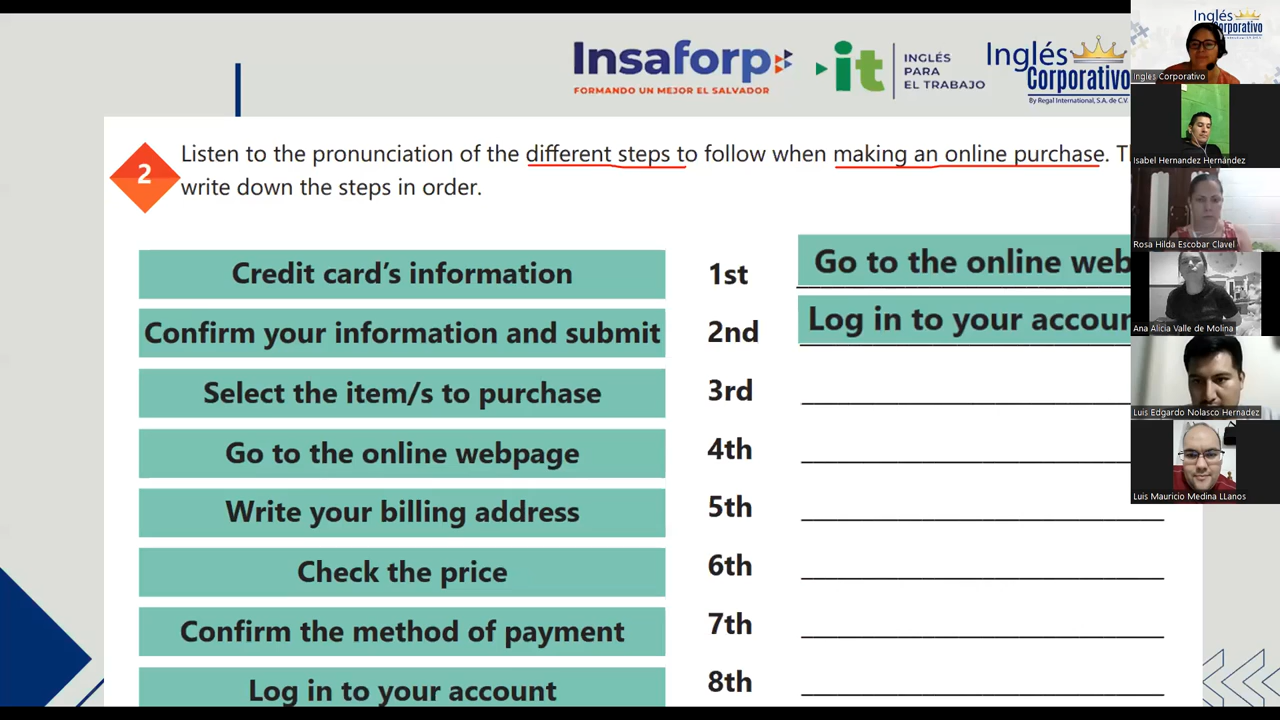 Insaforp
FORMANDO UN MEJOR EL SALVADOR
it
INGLÉS
PARA
EL TRABAJO
Inglés
Corporativo
By Regal International, S.A. de C.V.
2
Listen to the pronunciation of the different steps to follow when making an online purchase.
write down the steps in order.
Credit card's information
Confirm your information and submit
Select the item/s to purchase
Go to the online webpage
Write your billing address
Check the price
Confirm the method of payment
Log in to your account
1st Go to the online web
2nd Log in to your accoun
3rd
4th
5th
6th
7th
8th
Inglés
Corporativo
Ingles Corporativo
Isabel Hernandez Hernández
Rosa Hilda Escobar Clavel
Ana Alicia Valle de Molina
Luis Edgardo Nolasco Hernadez
Luis Mauricio Medina LLanos